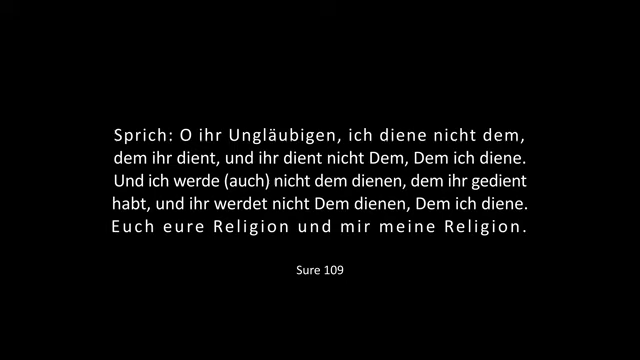 Sprich: O ihr Ungläubigen, ich diene nicht dem,
dem ihr dient, und ihr dient nicht Dem, Dem ich diene.
Und ich werde (auch) nicht dem dienen, dem ihr gedient
habt, und ihr werdet nicht Dem dienen, Dem ich diene.
Euch eure Religion und mir meine Religion.
Sure 109